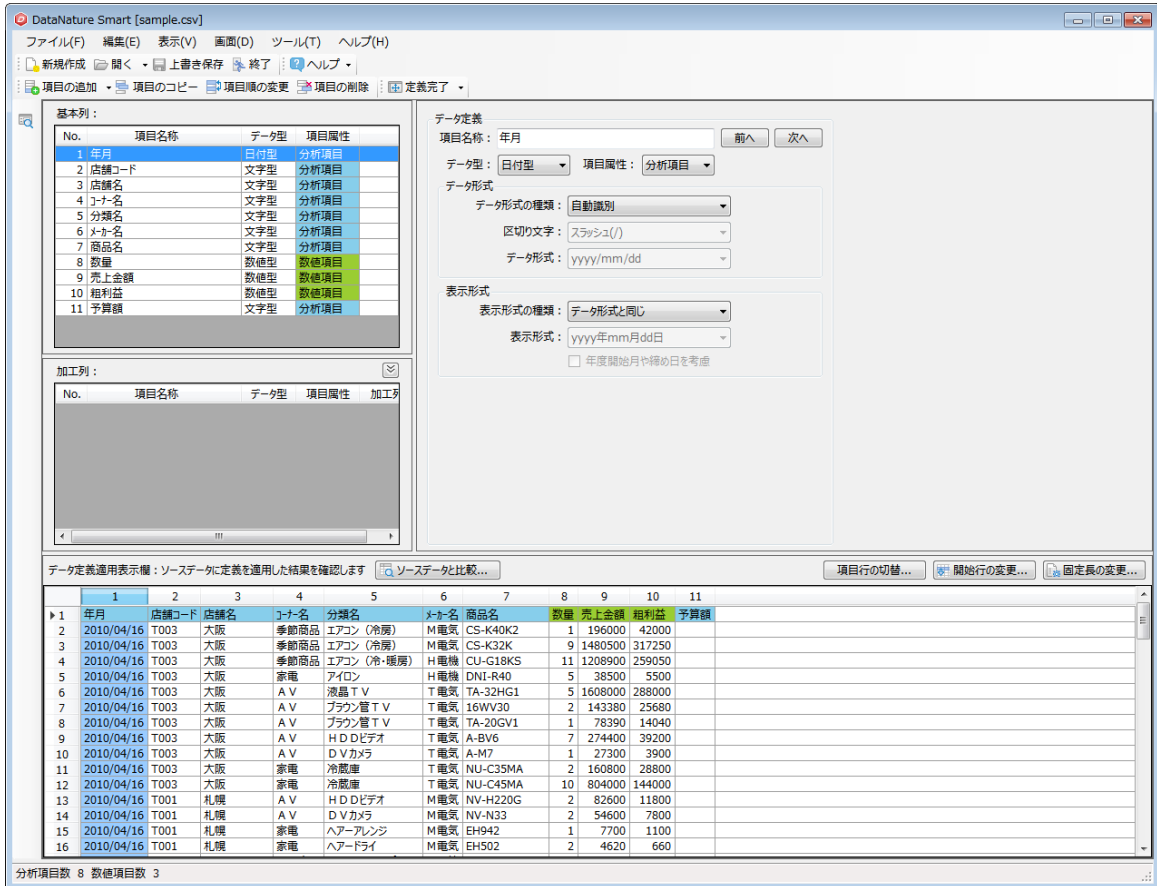 DataNature Smart [sample.csv]
ファイル(F) 編集(E) 表示(V) 画面(D) ツール(T) ヘルプ(H)
新規作成 開く 上書き保存 終了 ヘルプ
項目の追加 項目のコピー 項目順の変更 項目の削除 定義完了
基本列：
No. 項目名称 データ型 項目属性
1 年月 日付型 分析項目
2 店舗コード 文字型 分析項目
3 店舗名 文字型 分析項目
4 コーナー名 文字型 分析項目
5 分類名 文字型 分析項目
6 メーカー名 文字型 分析項目
7 商品名 文字型 分析項目
8 数量 数値型 数値項目
9 売上金額 数値型 数値項目
10 粗利益 数値型 数値項目
11 予算額 文字型 分析項目
加工列：
No. 項目名称 データ型 項目属性 加工列
データ定義
項目名称： 年月 前へ 次へ
データ型： 日付型 項目属性： 分析項目
データ形式
データ形式の種類： 自動識別
区切り文字： スラッシュ(/)
データ形式： yyyy/mm/dd
表示形式
表示形式の種類： データ形式と同じ
表示形式： yyyy年mm月dd日
年度開始月や締め日を考慮
データ定義適用表示欄：ソースデータに定義を適用した結果を確認します ソースデータと比較... 項目行の切替... 開始行の変更... 固定長の変更...
1 2 3 4 5 6 7 8 9 10 11
1 年月 店舗コード 店舗名 コーナー名 分類名 メーカー名 商品名 数量 売上金額 粗利益 予算額
2 2010/04/16 T003 大阪 季節商品 エアコン（冷房） M電気 CS-K40K2 1 196000 42000
3 2010/04/16 T003 大阪 季節商品 エアコン（冷房） M電気 CS-K32K 9 1480500 317250
4 2010/04/16 T003 大阪 季節商品 エアコン（冷・暖房） H電機 CU-G18KS 11 1208900 259050
5 2010/04/16 T003 大阪 家電 アイロン H電機 DNI-R40 5 38500 5500
6 2010/04/16 T003 大阪 ＡＶ 液晶ＴＶ T電気 TA-32HG1 5 1608000 288000
7 2010/04/16 T003 大阪 ＡＶ ブラウン管ＴＶ T電気 16WV30 2 143380 25680
8 2010/04/16 T003 大阪 ＡＶ ブラウン管ＴＶ T電気 TA-20GV1 1 78390 14040
9 2010/04/16 T003 大阪 ＡＶ ＨＤＤビデオ T電気 A-BV6 7 274400 39200
10 2010/04/16 T003 大阪 ＡＶ ＤＶカメラ T電気 A-M7 1 27300 3900
11 2010/04/16 T003 大阪 家電 冷蔵庫 T電気 NU-C35MA 2 160800 28800
12 2010/04/16 T003 大阪 家電 冷蔵庫 T電気 NU-C45MA 10 804000 144000
13 2010/04/16 T001 札幌 ＡＶ ＨＤＤビデオ M電気 NV-H220G 2 82600 11800
14 2010/04/16 T001 札幌 ＡＶ ＤＶカメラ M電気 NV-N33 2 54600 7800
15 2010/04/16 T001 札幌 家電 ヘアーアレンジ M電気 EH942 1 7700 1100
16 2010/04/16 T001 札幌 家電 ヘアードライ M電気 EH502 2 4620 660
分析項目数 8 数値項目数 3